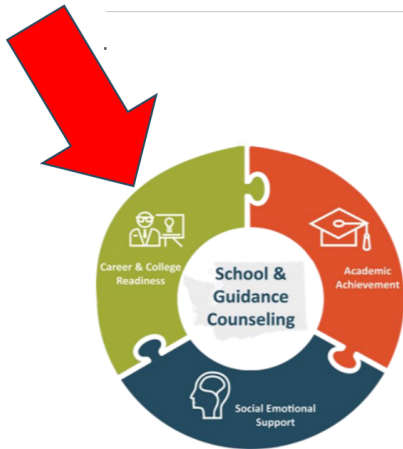 Career & College
Readiness
School &
Guidance
Counseling
Academic
Achievement
Social Emotional
Support